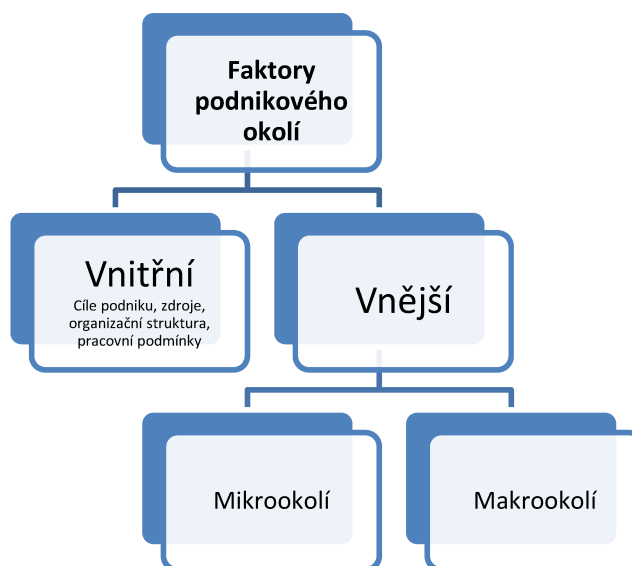 Faktory
podnikového
okolí
Vnitřní
Cíle podniku, zdroje,
organizační struktura,
pracovní podmínky
Vnější
Mikrookolí
Makrookolí